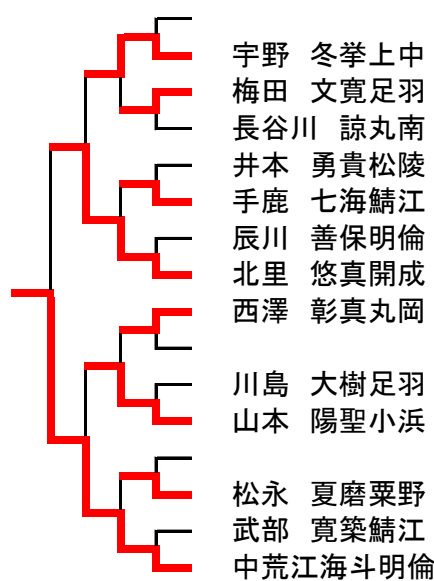 宇野 冬挙上中
梅田 文寛足羽
長谷川 諒丸南
井本 勇貴松陵
手鹿 七海鯖江
辰川 善保明倫
北里 悠真開成
西澤 彰真丸岡
川島 大樹足羽
山本 陽聖小浜
松永 夏磨粟野
武部 寛築鯖江
中荒江海斗明倫